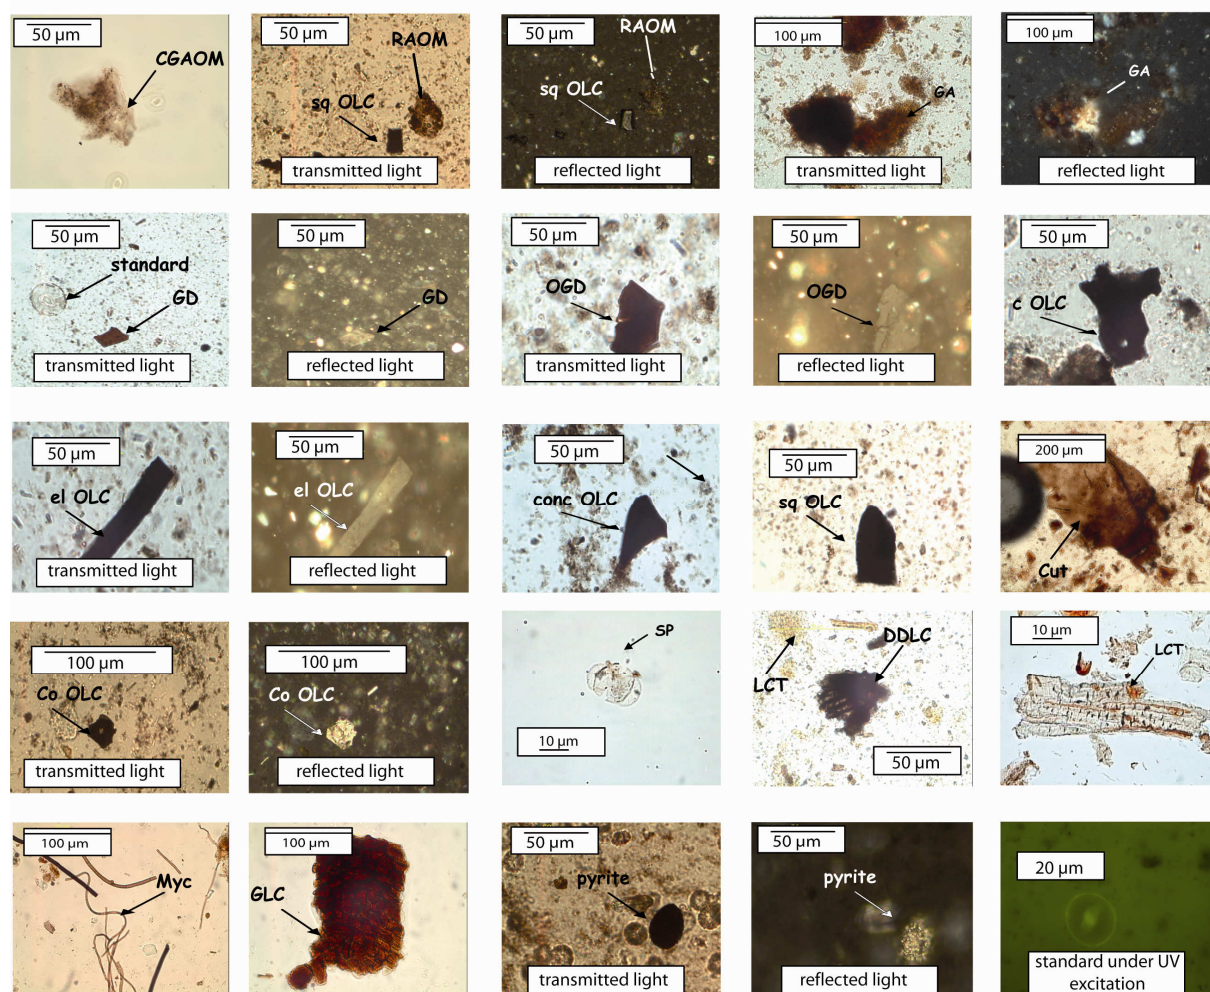 50 µm
CGAOM
50 µm
RAOM
sq OLC
transmitted light
50 µm
RAOM
sq OLC
reflected light
100 µm
GA
transmitted light
100 µm
GA
reflected light
50 µm
standard
GD
transmitted light
50 µm
GD
reflected light
50 µm
OGD
transmitted light
50 µm
OGD
reflected light
50 µm
c OLC
50 µm
el OLC
transmitted light
50 µm
el OLC
reflected light
50 µm
conc OLC
50 µm
sq OLC
200 µm
Cut
100 µm
Co OLC
transmitted light
100 µm
Co OLC
reflected light
SP
10 µm
DDLC
LCT
50 µm
10 µm
LCT
100 µm
Myc
100 µm
GLC
50 µm
pyrite
transmitted light
50 µm
pyrite
reflected light
20 µm
standard under UV
excitation